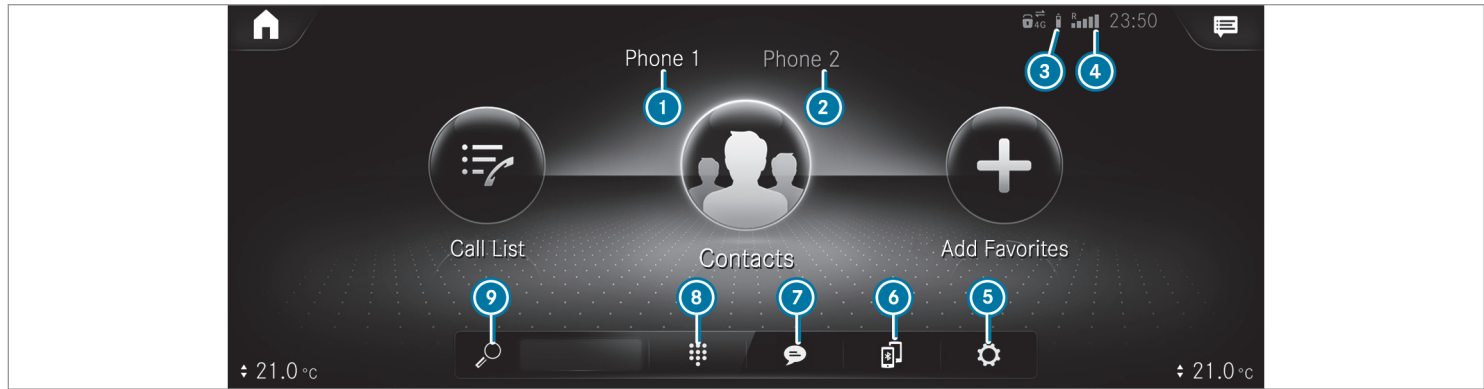 4G R 23:50
Phone 1 Phone 2
3 4
1 2
Call List Contacts Add Favorites
9 8 7 6 5
21.0 °C 21.0 °C